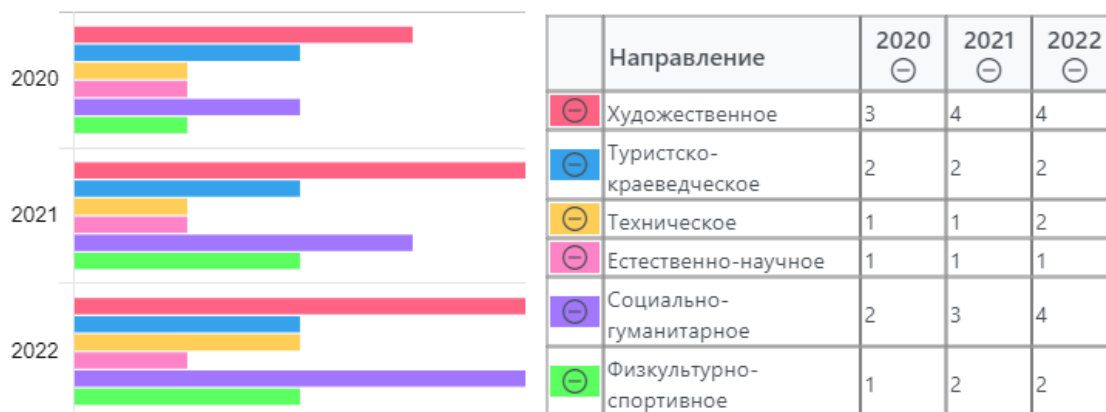 2020
2021
2022
Направление 2020 2021 2022
Художественное 3 4 4
Туристско-
краеведческое 2 2 2
Техническое 1 1 2
Естественно-научное 1 1 1
Социально-
гуманитарное 2 3 4
Физкультурно-
спортивное 1 2 2